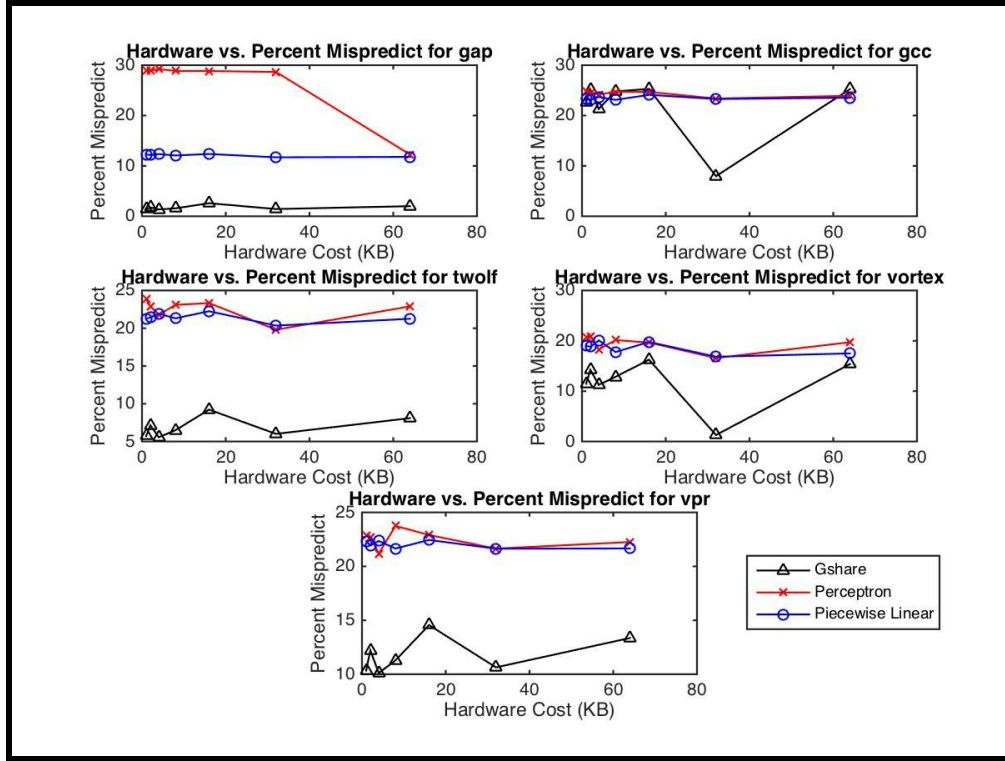 Hardware vs. Percent Mispredict for gap
30
20
10
0
0 20 40 60 80
Percent Mispredict
Hardware Cost (KB)
Hardware vs. Percent Mispredict for gcc
30
20
10
0
0 20 40 60 80
Percent Mispredict
Hardware Cost (KB)
Hardware vs. Percent Mispredict for twolf
25
20
15
10
5
0 20 40 60 80
Percent Mispredict
Hardware Cost (KB)
Hardware vs. Percent Mispredict for vortex
30
20
10
0
0 20 40 60 80
Percent Mispredict
Hardware Cost (KB)
Hardware vs. Percent Mispredict for vpr
25
20
15
10
0 20 40 60 80
Percent Mispredict
Hardware Cost (KB)
Gshare
Perceptron
Piecewise Linear